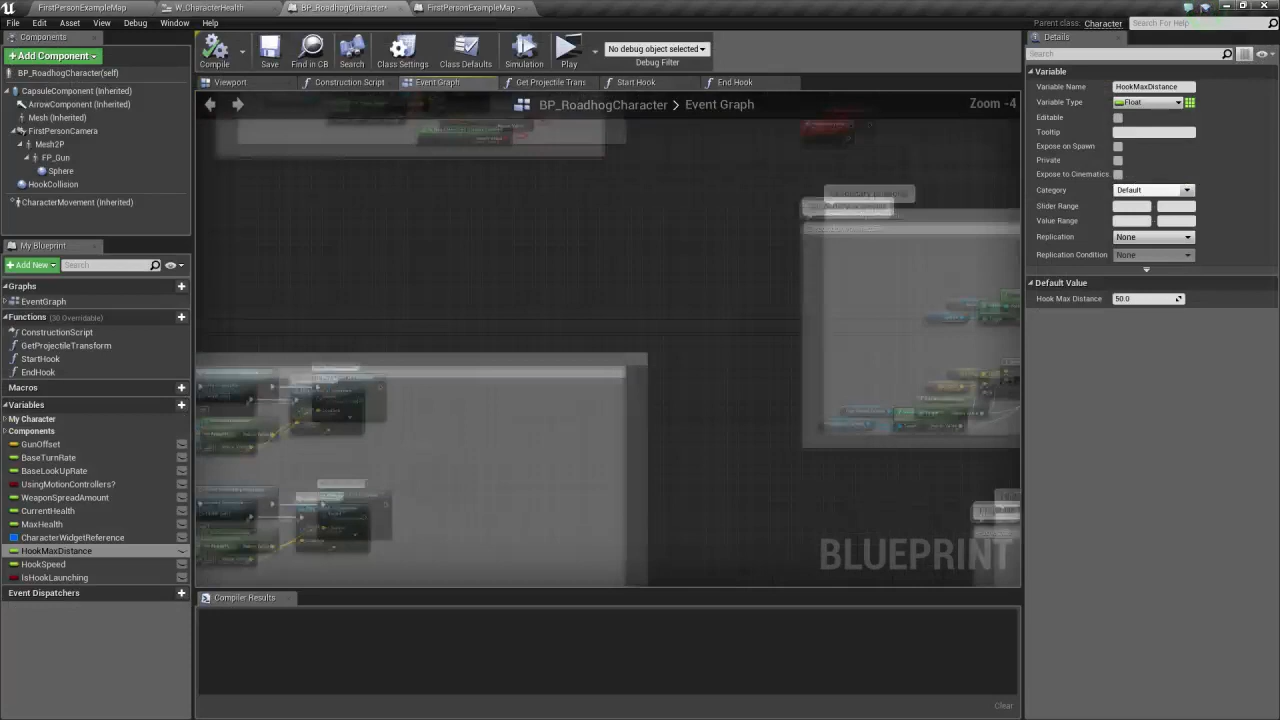 FirstPersonExampleMap
W_CharacterHealth
BP_RoadhogCharacter*
FirstPersonExampleMap -
File
Edit
Asset
View
Debug
Window
Help
Parent class: Character
Search For Help
Components
+Add Component
BP_RoadhogCharacter(self)
CapsuleComponent (Inherited)
ArrowComponent (Inherited)
Mesh (Inherited)
FirstPersonCamera
Mesh2P
FP_Gun
Sphere
HookCollision
CharacterMovement (Inherited)
My Blueprint
+Add New
Search
Graphs
EventGraph
Functions (30 Overridable)
ConstructionScript
GetProjectileTransform
StartHook
EndHook
Macros
Variables
My Character
Components
GunOffset
BaseTurnRate
BaseLookUpRate
UsingMotionControllers?
WeaponSpreadAmount
CurrentHealth
MaxHealth
CharacterWidgetReference
HookMaxDistance
HookSpeed
IsHookLaunching
Event Dispatchers
Compile
Save
Find in CB
Search
Class Settings
Class Defaults
Simulation
Play
No debug object selected
Debug Filter
Viewport
Construction Script
Event Graph
Get Projectile Trans
Start Hook
End Hook
BP_RoadhogCharacter > Event Graph
Zoom -4
BLUEPRINT
Compiler Results
Clear
Details
Search
Variable
Variable Name
HookMaxDistance
Variable Type
Float
Editable
Tooltip
Expose on Spawn
Private
Expose to Cinematics
Category
Default
Slider Range
Value Range
Replication
None
Replication Condition
None
Default Value
Hook Max Distance
50.0